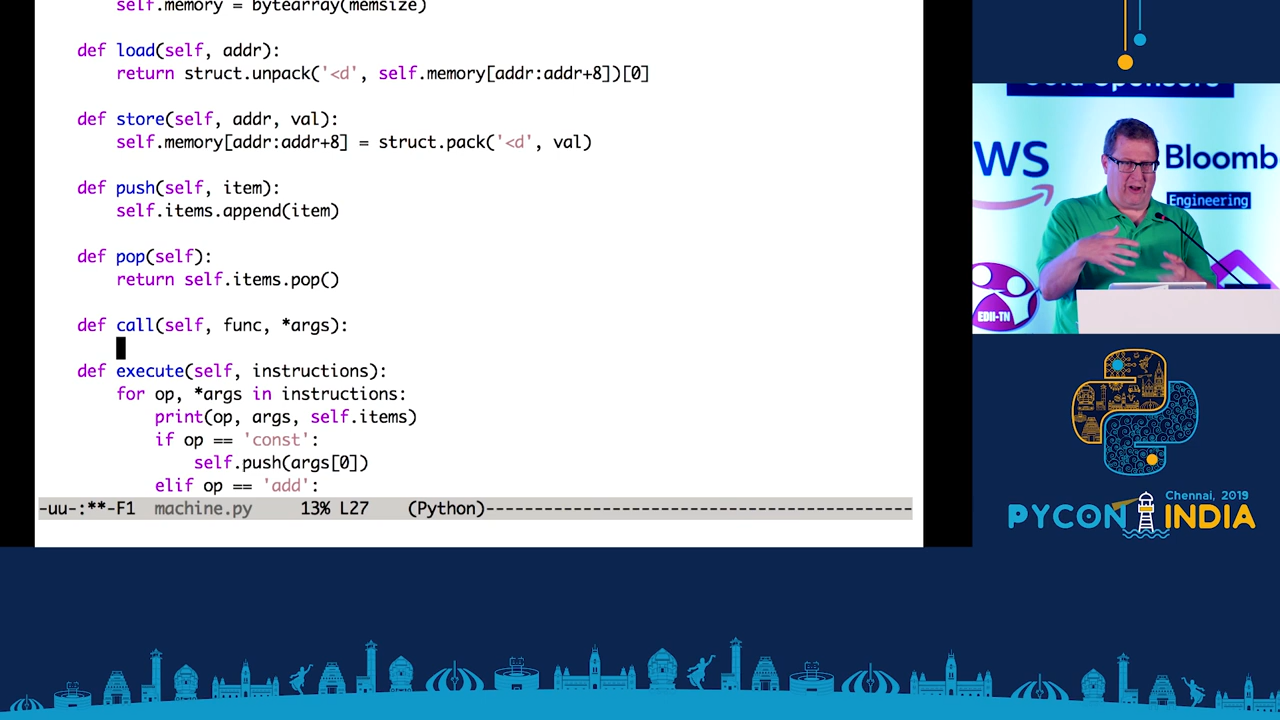 self.memory = bytearray(memsize)
def load(self, addr):
return struct.unpack('<d', self.memory[addr:addr+8])[0]
def store(self, addr, val):
self.memory[addr:addr+8] = struct.pack('<d', val)
def push(self, item):
self.items.append(item)
def pop(self):
return self.items.pop()
def call(self, func, *args):
def execute(self, instructions):
for op, *args in instructions:
print(op, args, self.items)
if op == 'const':
self.push(args[0])
elif op == 'add':
-uu-:**-F1 machine.py 13% L27 (Python)----------------------------------------
Gold Sponsors
WS
Bloomb
Engineering
EDII-TN
Chennai, 2019
PYCON INDIA